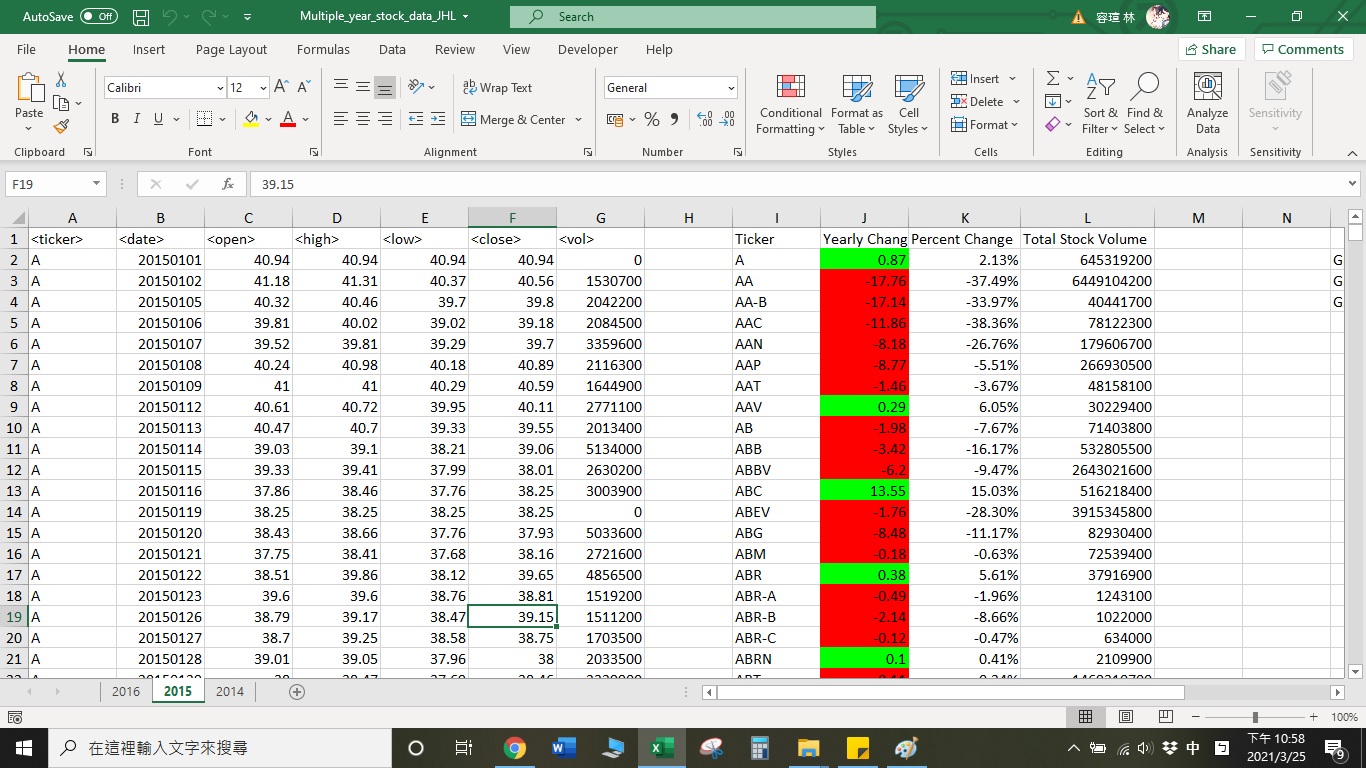 AutoSave Off Multiple_year_stock_data_JHL Search 容瑄 林
File Home Insert Page Layout Formulas Data Review View Developer Help Share Comments
Paste Calibri 12 A A Wrap Text General Conditional Formatting Format as Table Cell Styles Insert Sort & Filter Find & Select Analyze Data Sensitivity
B I U A Merge & Center % Delete
Format
Clipboard Font Alignment Number Styles Cells Editing Analysis Sensitivity
F19 fx 39.15
A B C D E F G H I J K L M N
1 <ticker> <date> <open> <high> <low> <close> <vol> Ticker Yearly Chang Percent Change Total Stock Volume
2 A 20150101 40.94 40.94 40.94 40.94 0 A 0.87 2.13% 645319200 G
3 A 20150102 41.18 41.31 40.37 40.56 1530700 AA -17.76 -37.49% 6449104200 G
4 A 20150105 40.32 40.46 39.7 39.8 2042200 AA-B -17.14 -33.97% 40441700 G
5 A 20150106 39.81 40.02 39.02 39.18 2084500 AAC -11.86 -38.36% 78122300
6 A 20150107 39.52 39.81 39.29 39.7 3359600 AAN -8.18 -26.76% 179606700
7 A 20150108 40.24 40.98 40.18 40.89 2116300 AAP -8.77 -5.51% 266930500
8 A 20150109 41 41 40.29 40.59 1644900 AAT -1.46 -3.67% 48158100
9 A 20150112 40.61 40.72 39.95 40.11 2771100 AAV 0.29 6.05% 30229400
10 A 20150113 40.47 40.7 39.33 39.55 2013400 AB -1.98 -7.67% 71403800
11 A 20150114 39.03 39.1 38.21 39.06 5134000 ABB -3.42 -16.17% 532805500
12 A 20150115 39.33 39.41 37.99 38.01 2630200 ABBV -6.2 -9.47% 2643021600
13 A 20150116 37.86 38.46 37.76 38.25 3003900 ABC 13.55 15.03% 516218400
14 A 20150119 38.25 38.25 38.25 38.25 0 ABEV -1.76 -28.30% 3915345800
15 A 20150120 38.43 38.66 37.76 37.93 5033600 ABG -8.48 -11.17% 82930400
16 A 20150121 37.75 38.41 37.68 38.16 2721600 ABM -0.18 -0.63% 72539400
17 A 20150122 38.51 39.86 38.12 39.65 4856500 ABR 0.38 5.61% 37916900
18 A 20150123 39.6 39.6 38.76 38.81 1519200 ABR-A -0.49 -1.96% 1243100
19 A 20150126 38.79 39.17 38.47 39.15 1511200 ABR-B -2.14 -8.66% 1022000
20 A 20150127 38.7 39.25 38.58 38.75 1703500 ABR-C -0.12 -0.47% 634000
21 A 20150128 39.01 39.05 37.96 38 2033500 ABRN 0.1 0.41% 2109900
2016 2015 2014
100%
在這裡輸入文字來搜尋 中 下午 10:58
2021/3/25 9